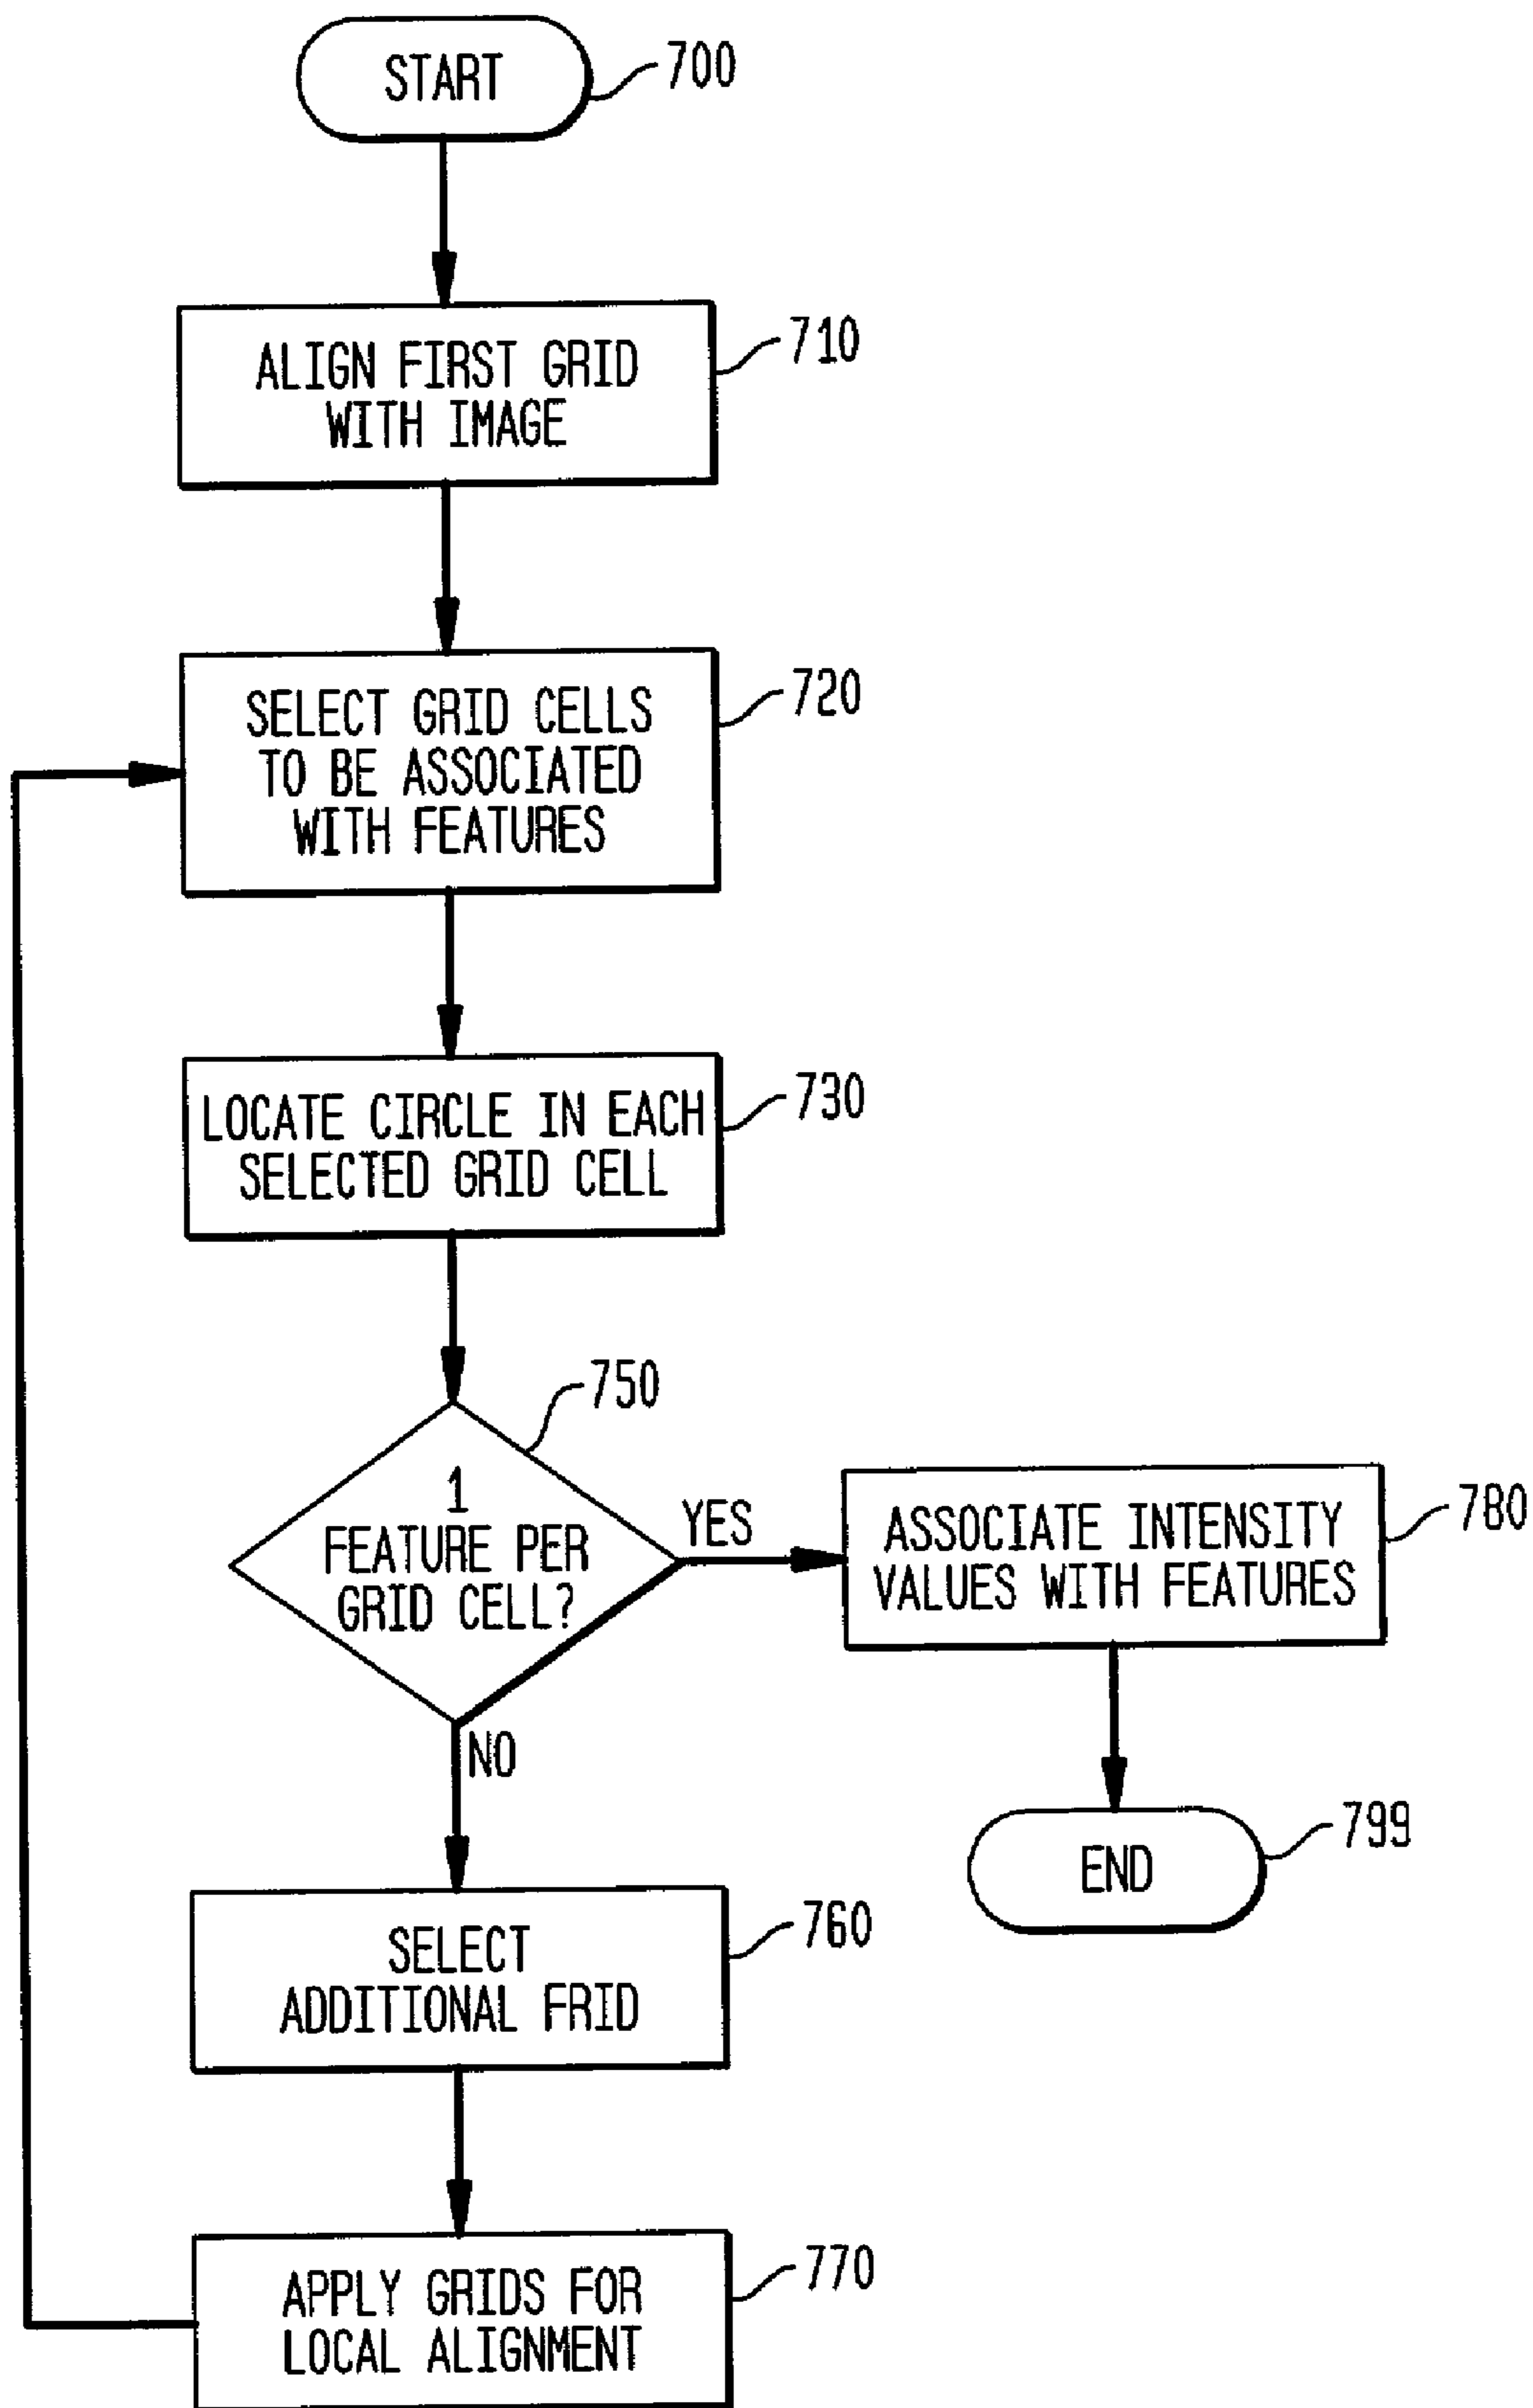 START
700
ALIGN FIRST GRID
WITH IMAGE
710
SELECT GRID CELLS
TO BE ASSOCIATED
WITH FEATURES
720
LOCATE CIRCLE IN EACH
SELECTED GRID CELL
730
750
1
FEATURE PER
GRID CELL?
YES
NO
ASSOCIATE INTENSITY
VALUES WITH FEATURES
780
END
799
SELECT
ADDITIONAL FRID
760
APPLY GRIDS FOR
LOCAL ALIGNMENT
770